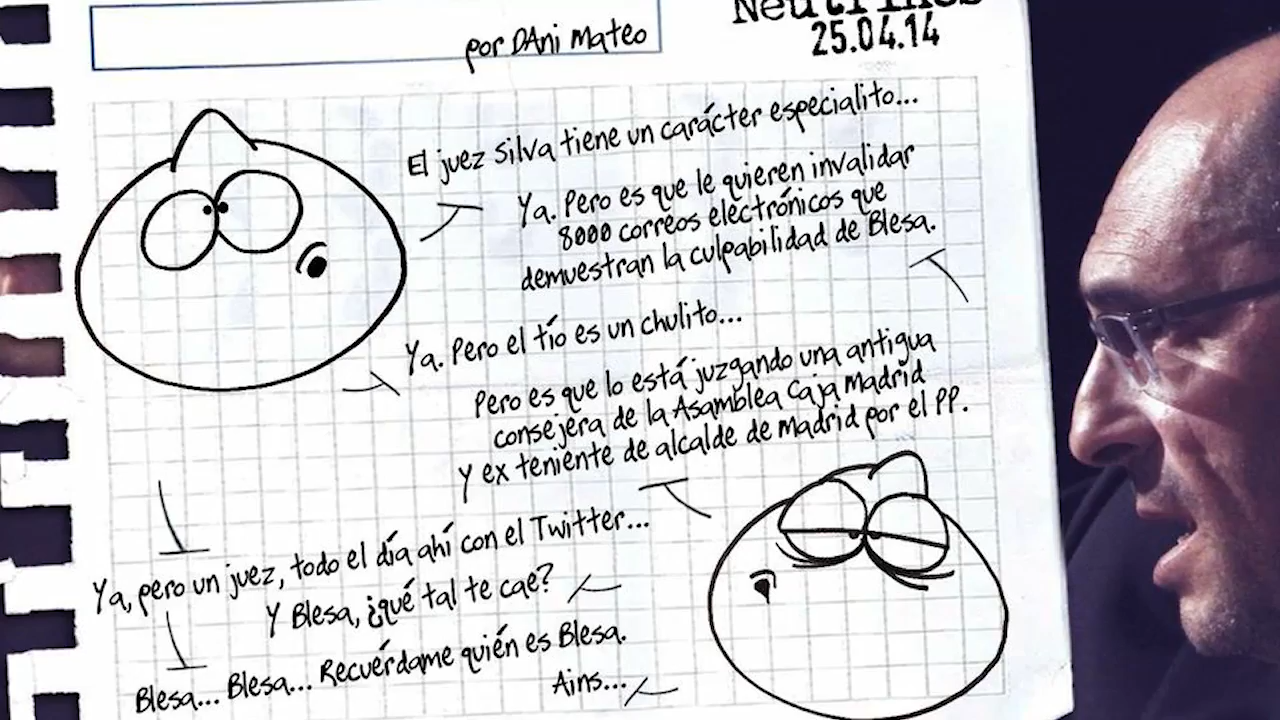 Neutrinos
25.04.14
por DAni Mateo
El juez Silva tiene un carácter especialito...
Ya. Pero es que le quieren invalidar
8000 correos electrónicos que
demuestran la culpabilidad de Blesa.
Ya. Pero el tío es un chulito...
Pero es que lo está juzgando una antigua
consejera de la Asamblea Caja Madrid
y ex teniente de alcalde de Madrid por el PP.
Ya, pero un juez, todo el día ahí con el Twitter...
Y Blesa, ¿qué tal te cae?
Blesa... Blesa... Recuérdame quién es Blesa.
Ains...